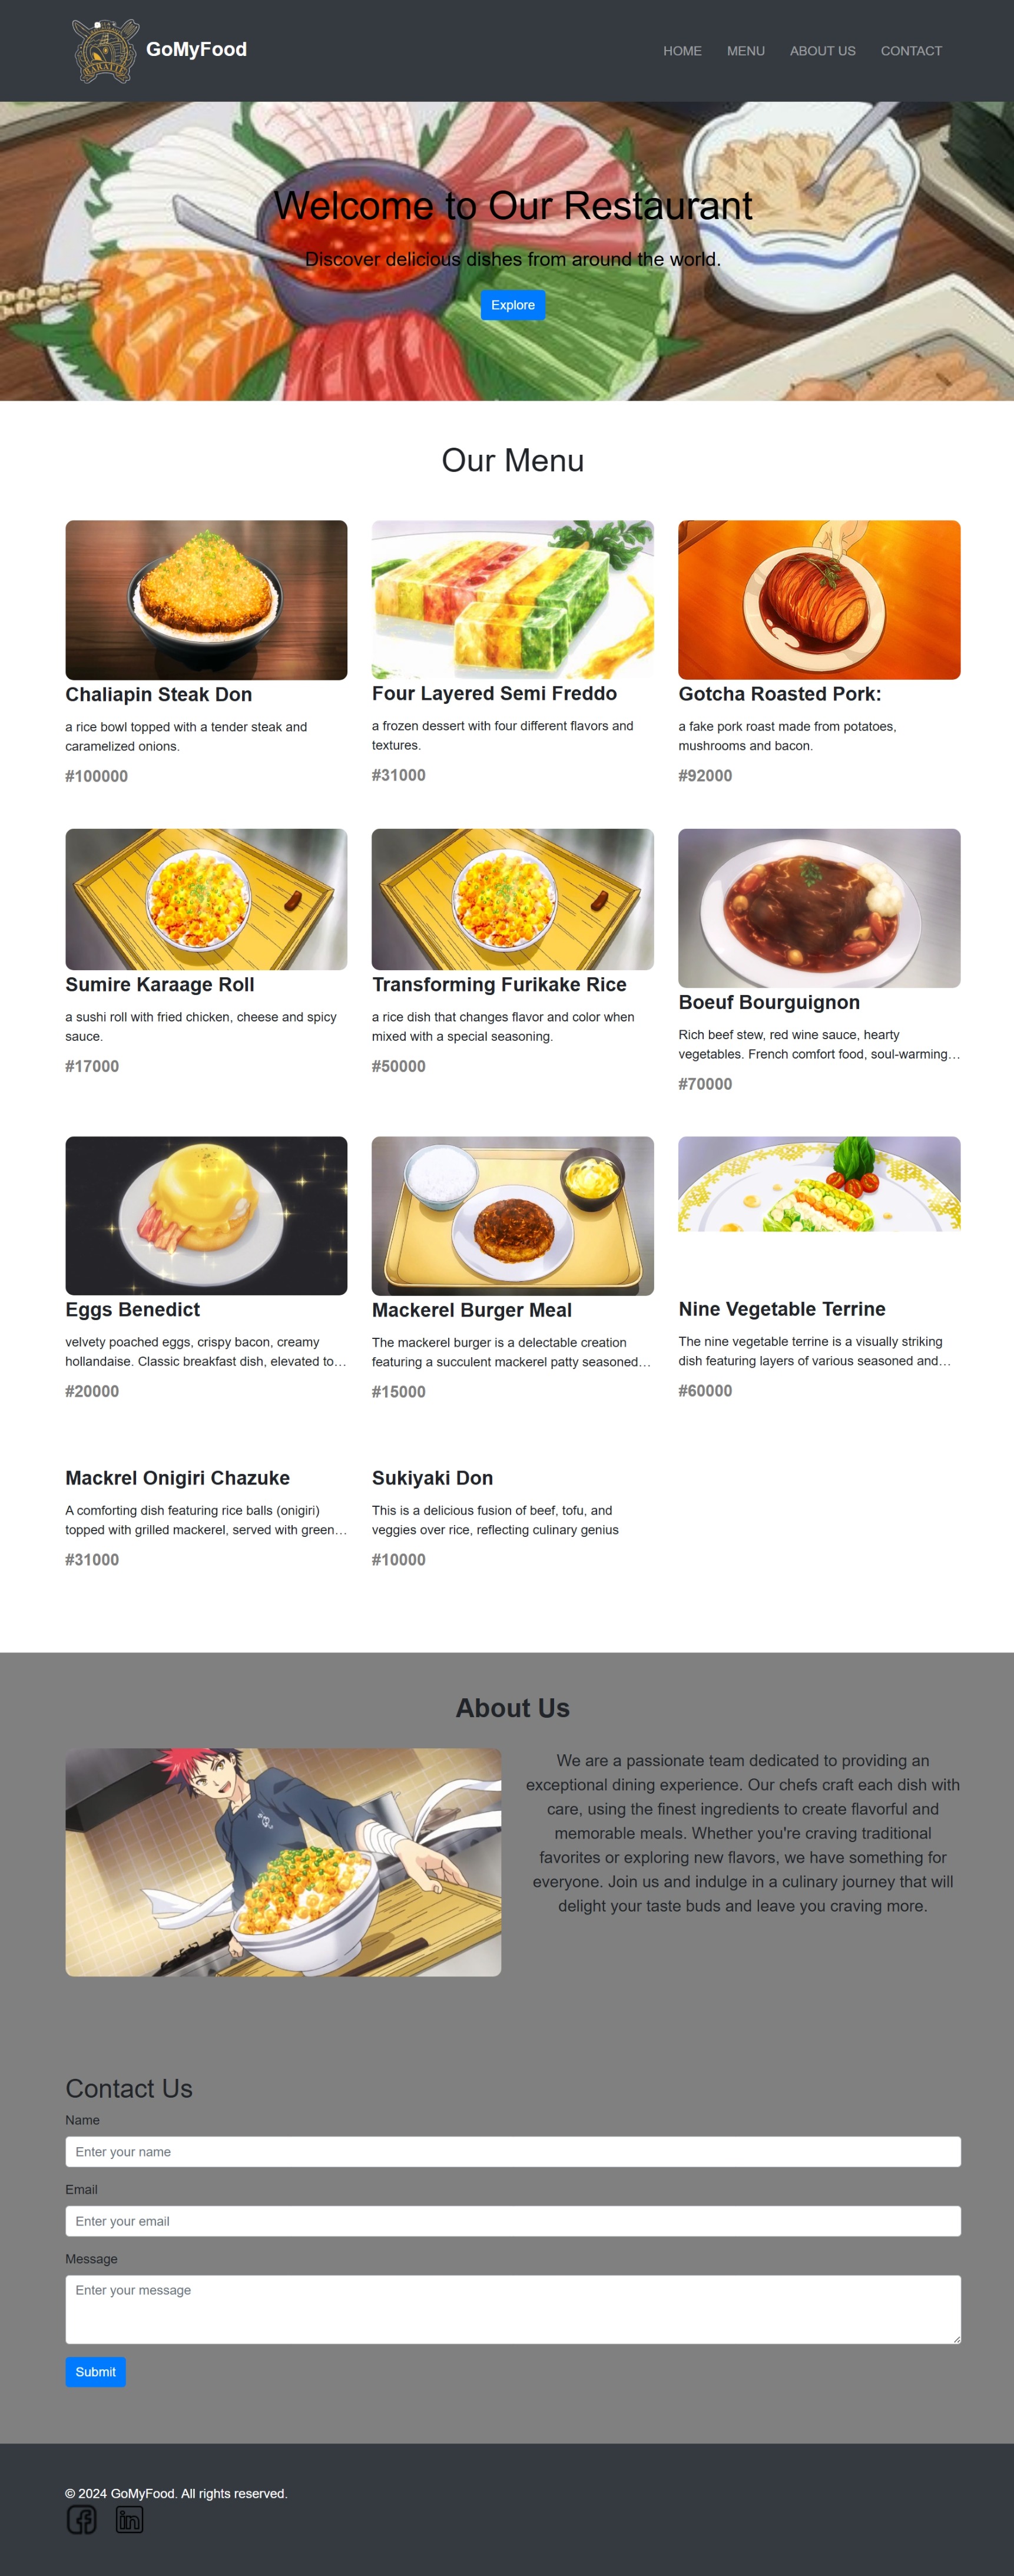 KARATE
GoMyFood
HOME MENU ABOUT US CONTACT
Welcome to Our Restaurant
Discover delicious dishes from around the world.
Explore
Our Menu
Chaliapin Steak Don
a rice bowl topped with a tender steak and
caramelized onions.
#100000
Four Layered Semi Freddo
a frozen dessert with four different flavors and
textures.
#31000
Gotcha Roasted Pork:
a fake pork roast made from potatoes,
mushrooms and bacon.
#92000
Sumire Karaage Roll
a sushi roll with fried chicken, cheese and spicy
sauce.
#17000
Transforming Furikake Rice
a rice dish that changes flavor and color when
mixed with a special seasoning.
#50000
Boeuf Bourguignon
Rich beef stew, red wine sauce, hearty
vegetables. French comfort food, soul-warming…
#70000
Eggs Benedict
velvety poached eggs, crispy bacon, creamy
hollandaise. Classic breakfast dish, elevated to…
#20000
Mackerel Burger Meal
The mackerel burger is a delectable creation
featuring a succulent mackerel patty seasoned…
#15000
Nine Vegetable Terrine
The nine vegetable terrine is a visually striking
dish featuring layers of various seasoned and…
#60000
Mackrel Onigiri Chazuke
A comforting dish featuring rice balls (onigiri)
topped with grilled mackerel, served with green…
#31000
Sukiyaki Don
This is a delicious fusion of beef, tofu, and
veggies over rice, reflecting culinary genius
#10000
About Us
We are a passionate team dedicated to providing an
exceptional dining experience. Our chefs craft each dish with
care, using the finest ingredients to create flavorful and
memorable meals. Whether you're craving traditional
favorites or exploring new flavors, we have something for
everyone. Join us and indulge in a culinary journey that will
delight your taste buds and leave you craving more.
Contact Us
Name
Enter your name
Email
Enter your email
Message
Enter your message
Submit
© 2024 GoMyFood. All rights reserved.
in